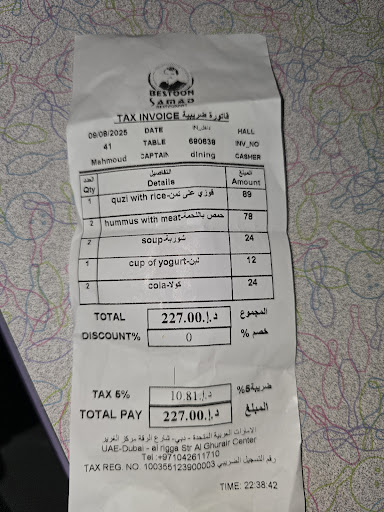 BESTOON
SAMAD
TAX INVOICE فاتورة ضريبية
09/08/2025 DATE HALL
41 TABLE 690638 INV_NO
Mahmoud CAPTAIN dining CASHER
العدد التفاصيل المبلغ
Qty Details Amount
1 quzi with rice-قوزي على تمن 89
2 hummus with meat-حمص باللحمة 78
2 soup-شوربة 24
1 cup of yogurt-لبن 12
2 cola-كولا 24
TOTAL د.إ.227.00 المجموع
DISCOUNT% 0 خصم %
TAX 5% د.إ.10.81 ضريبة5%
TOTAL PAY د.إ.227.00 المبلغ
الامارات العربية المتحدة - دبي، شارع الرقة مركز الغرير
UAE-Dubai - al rigga Str Al Ghurair Center
Tel :+971042611710
TAX REG. NO. 100355123900003 رقم التسجيل الضريبي
TIME: 22:38:42